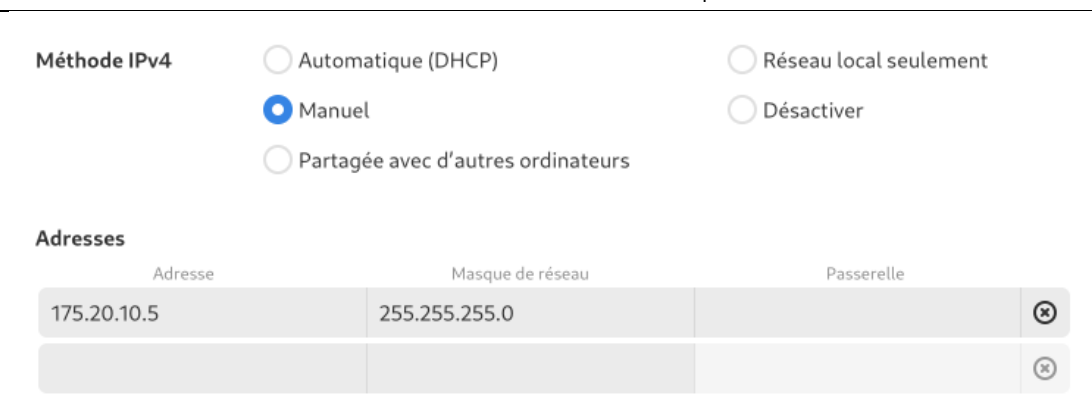 Méthode IPv4 Automatique (DHCP) Réseau local seulement
Manuel Désactiver
Partagée avec d'autres ordinateurs
Adresses
Adresse Masque de réseau Passerelle
175.20.10.5 255.255.255.0